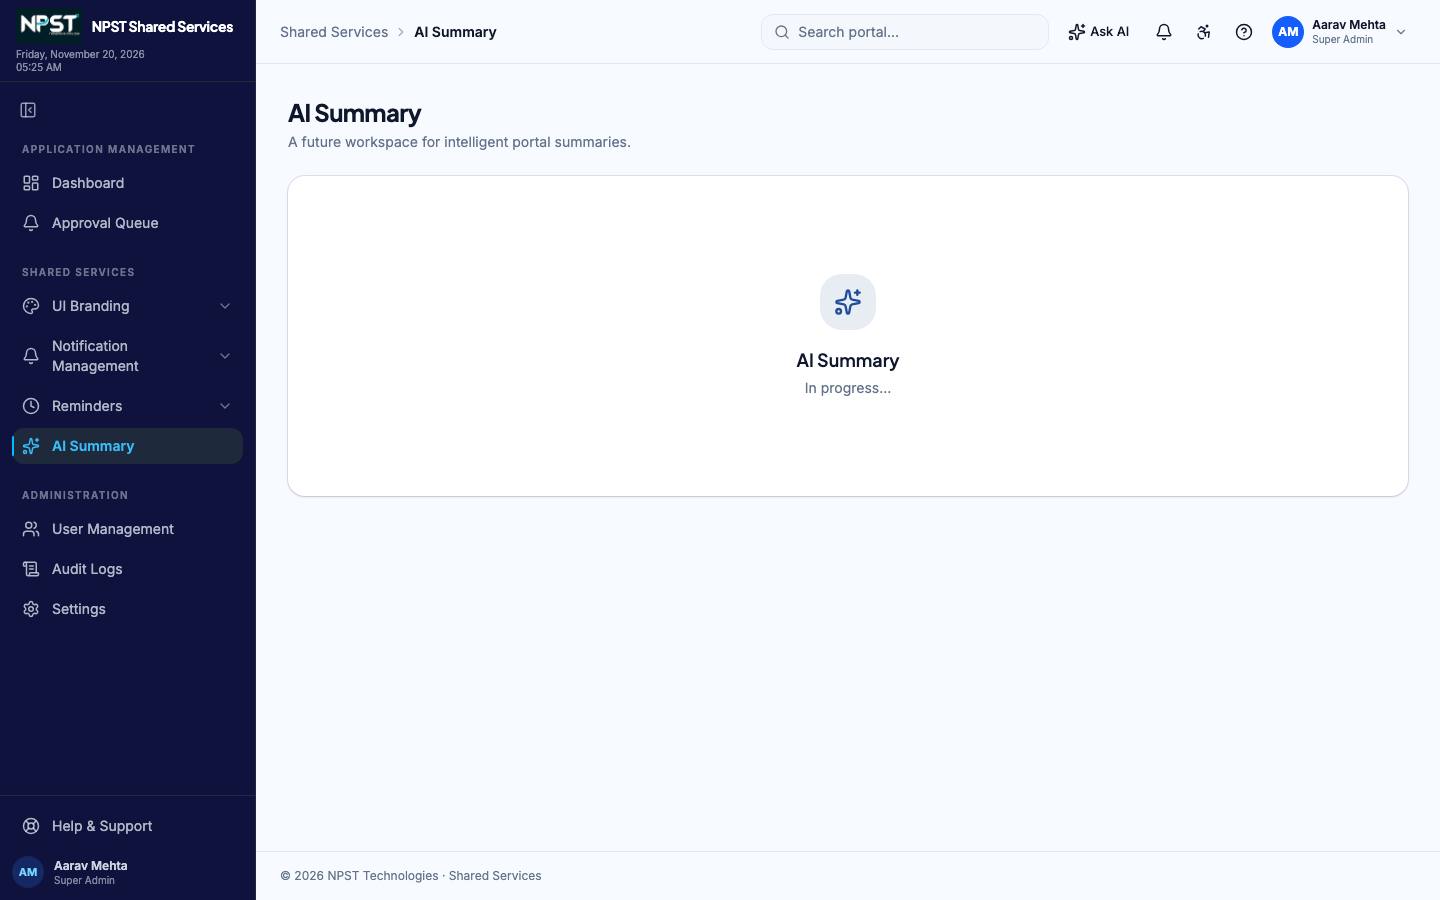 NPST
NPST Shared Services
Friday, November 20, 2026
05:25 AM
APPLICATION MANAGEMENT
Dashboard
Approval Queue
SHARED SERVICES
UI Branding
Notification
Management
Reminders
AI Summary
ADMINISTRATION
User Management
Audit Logs
Settings
Help & Support
AM
Aarav Mehta
Super Admin
Shared Services
AI Summary
Search portal...
Ask AI
AM
Aarav Mehta
Super Admin
AI Summary
A future workspace for intelligent portal summaries.
AI Summary
In progress...
© 2026 NPST Technologies · Shared Services